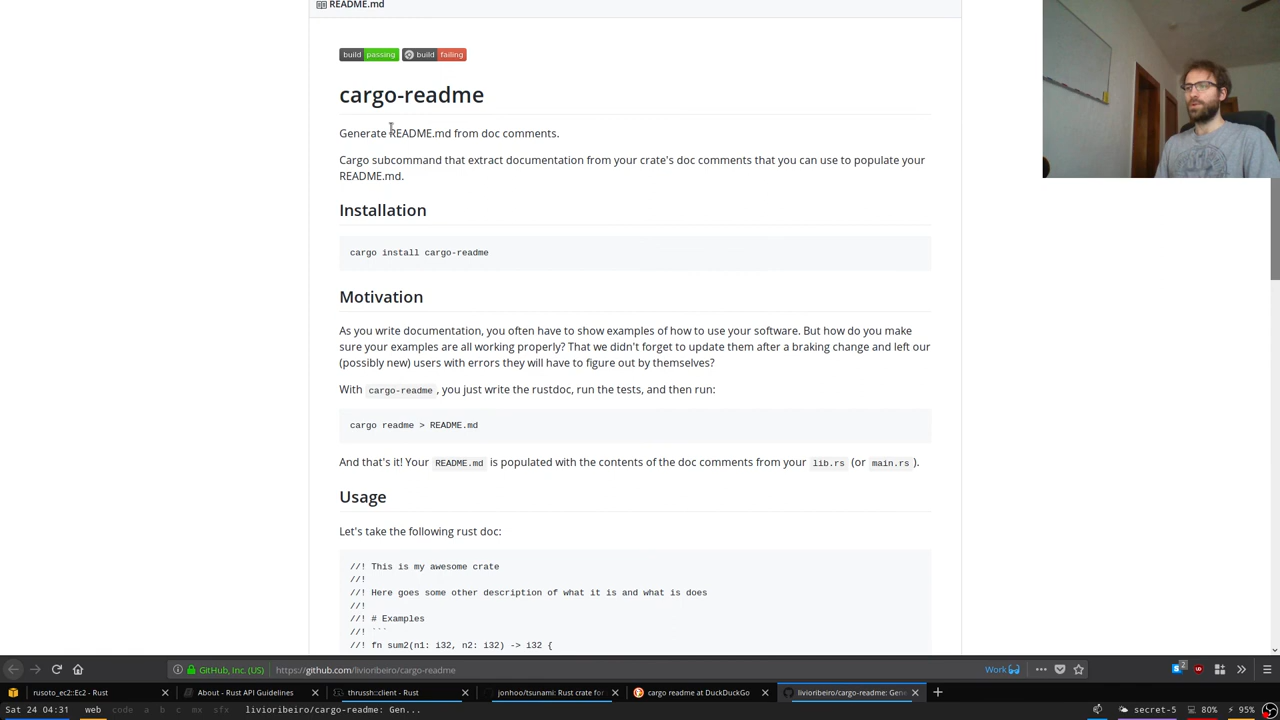 README.md
build passing build failing
cargo-readme
Generate README.md from doc comments.
Cargo subcommand that extract documentation from your crate's doc comments that you can use to populate your
README.md.
Installation
cargo install cargo-readme
Motivation
As you write documentation, you often have to show examples of how to use your software. But how do you make
sure your examples are all working properly? That we didn't forget to update them after a braking change and left our
(possibly new) users with errors they will have to figure out by themselves?
With cargo-readme , you just write the rustdoc, run the tests, and then run:
cargo readme > README.md
And that's it! Your README.md is populated with the contents of the doc comments from your lib.rs (or main.rs ).
Usage
Let's take the following rust doc:
//! This is my awesome crate
//!
//! Here goes some other description of what it is and what is does
//!
//! # Examples
//! ```
//! fn sum2(n1: i32, n2: i32) -> i32 {
GitHub, Inc. (US) https://github.com/livioribeiro/cargo-readme Work 2
rusoto_ec2::Ec2 - Rust About - Rust API Guidelines thrussh::client - Rust jonhoo/tsunami: Rust crate for cargo readme at DuckDuckGo livioribeiro/cargo-readme: Gene
Sat 24 04:31 web code a b c mx sfx livioribeiro/cargo-readme: Gen... secret-5 80% 95%